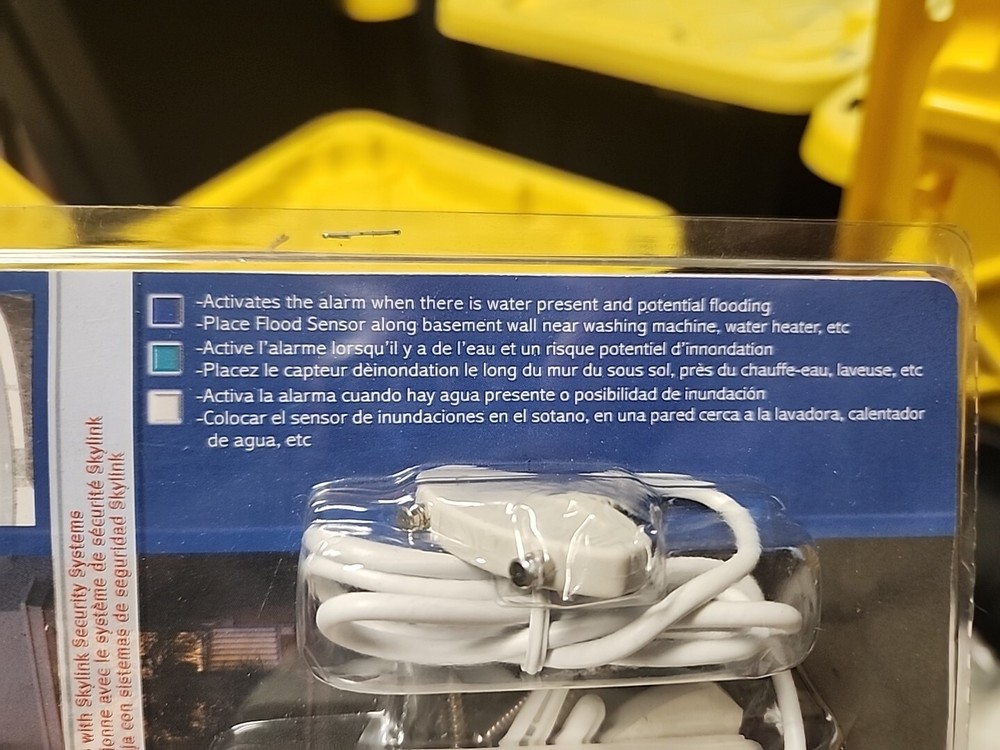 -Activates the alarm when there is water present and potential flooding
-Place Flood Sensor along basement wall near washing machine, water heater, etc
-Active l'alarme lorsqu'il y a de l'eau et un risque potentiel d'innondation
-Placez le capteur dèinondation le long du mur du sous sol, près du chauffe-eau, laveuse, etc
-Activa la alarma cuando hay agua presente o posibilidad de inundación
-Colocar el sensor de inundaciones en el sotano, en una pared cerca a la lavadora, calentador
de agua, etc
with Skylink Security Systems
avec le système de sécurité Skylink
con sistemas de seguridad Skylink